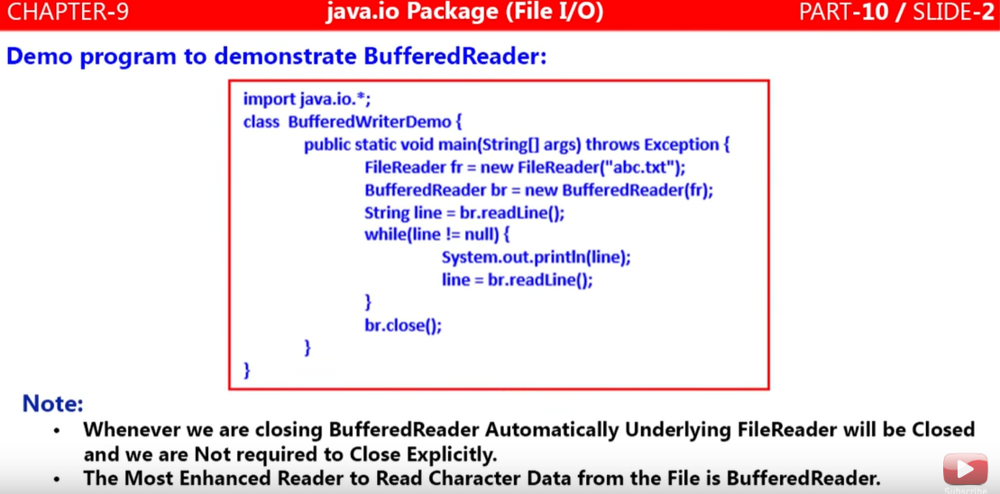 CHAPTER-9 java.io Package (File I/O) PART-10 / SLIDE-2
Demo program to demonstrate BufferedReader:
import java.io.*;
class BufferedWriterDemo {
public static void main(String[] args) throws Exception {
FileReader fr = new FileReader("abc.txt");
BufferedReader br = new BufferedReader(fr);
String line = br.readLine();
while(line != null) {
System.out.println(line);
line = br.readLine();
}
br.close();
}
}
Note:
• Whenever we are closing BufferedReader Automatically Underlying FileReader will be Closed
and we are Not required to Close Explicitly.
• The Most Enhanced Reader to Read Character Data from the File is BufferedReader.
Subscribe